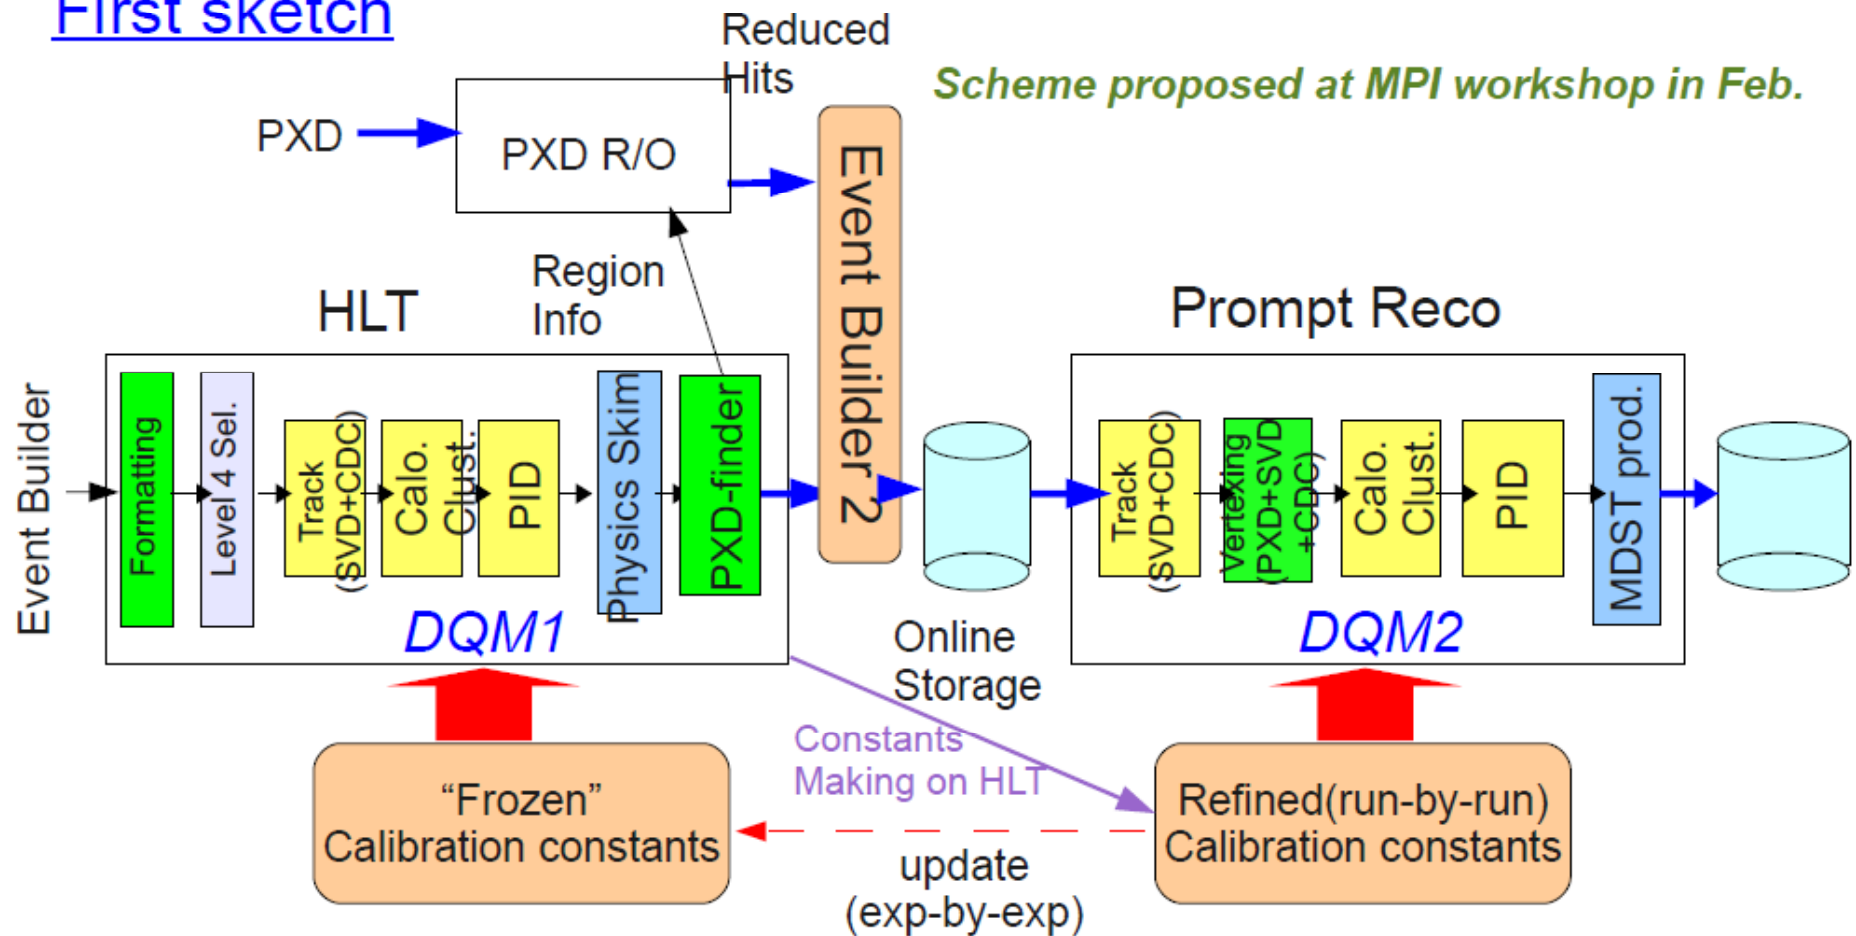 First sketch
Reduced
Hits
Scheme proposed at MPI workshop in Feb.
PXD
PXD R/O
Event Builder 2
Region
Info
HLT
Prompt Reco
Event Builder
Formatting
Level 4 Sel.
Track
(SVD+CDC)
Calo.
Clust.
PID
Physics Skim
PXD-finder
DQM1
Online
Storage
Track
(SVD+CDC)
Vertexing
(PXD+SVD
+CDC)
Calo.
Clust.
PID
MDST prod.
DQM2
Constants
Making on HLT
“Frozen”
Calibration constants
Refined(run-by-run)
Calibration constants
update
(exp-by-exp)